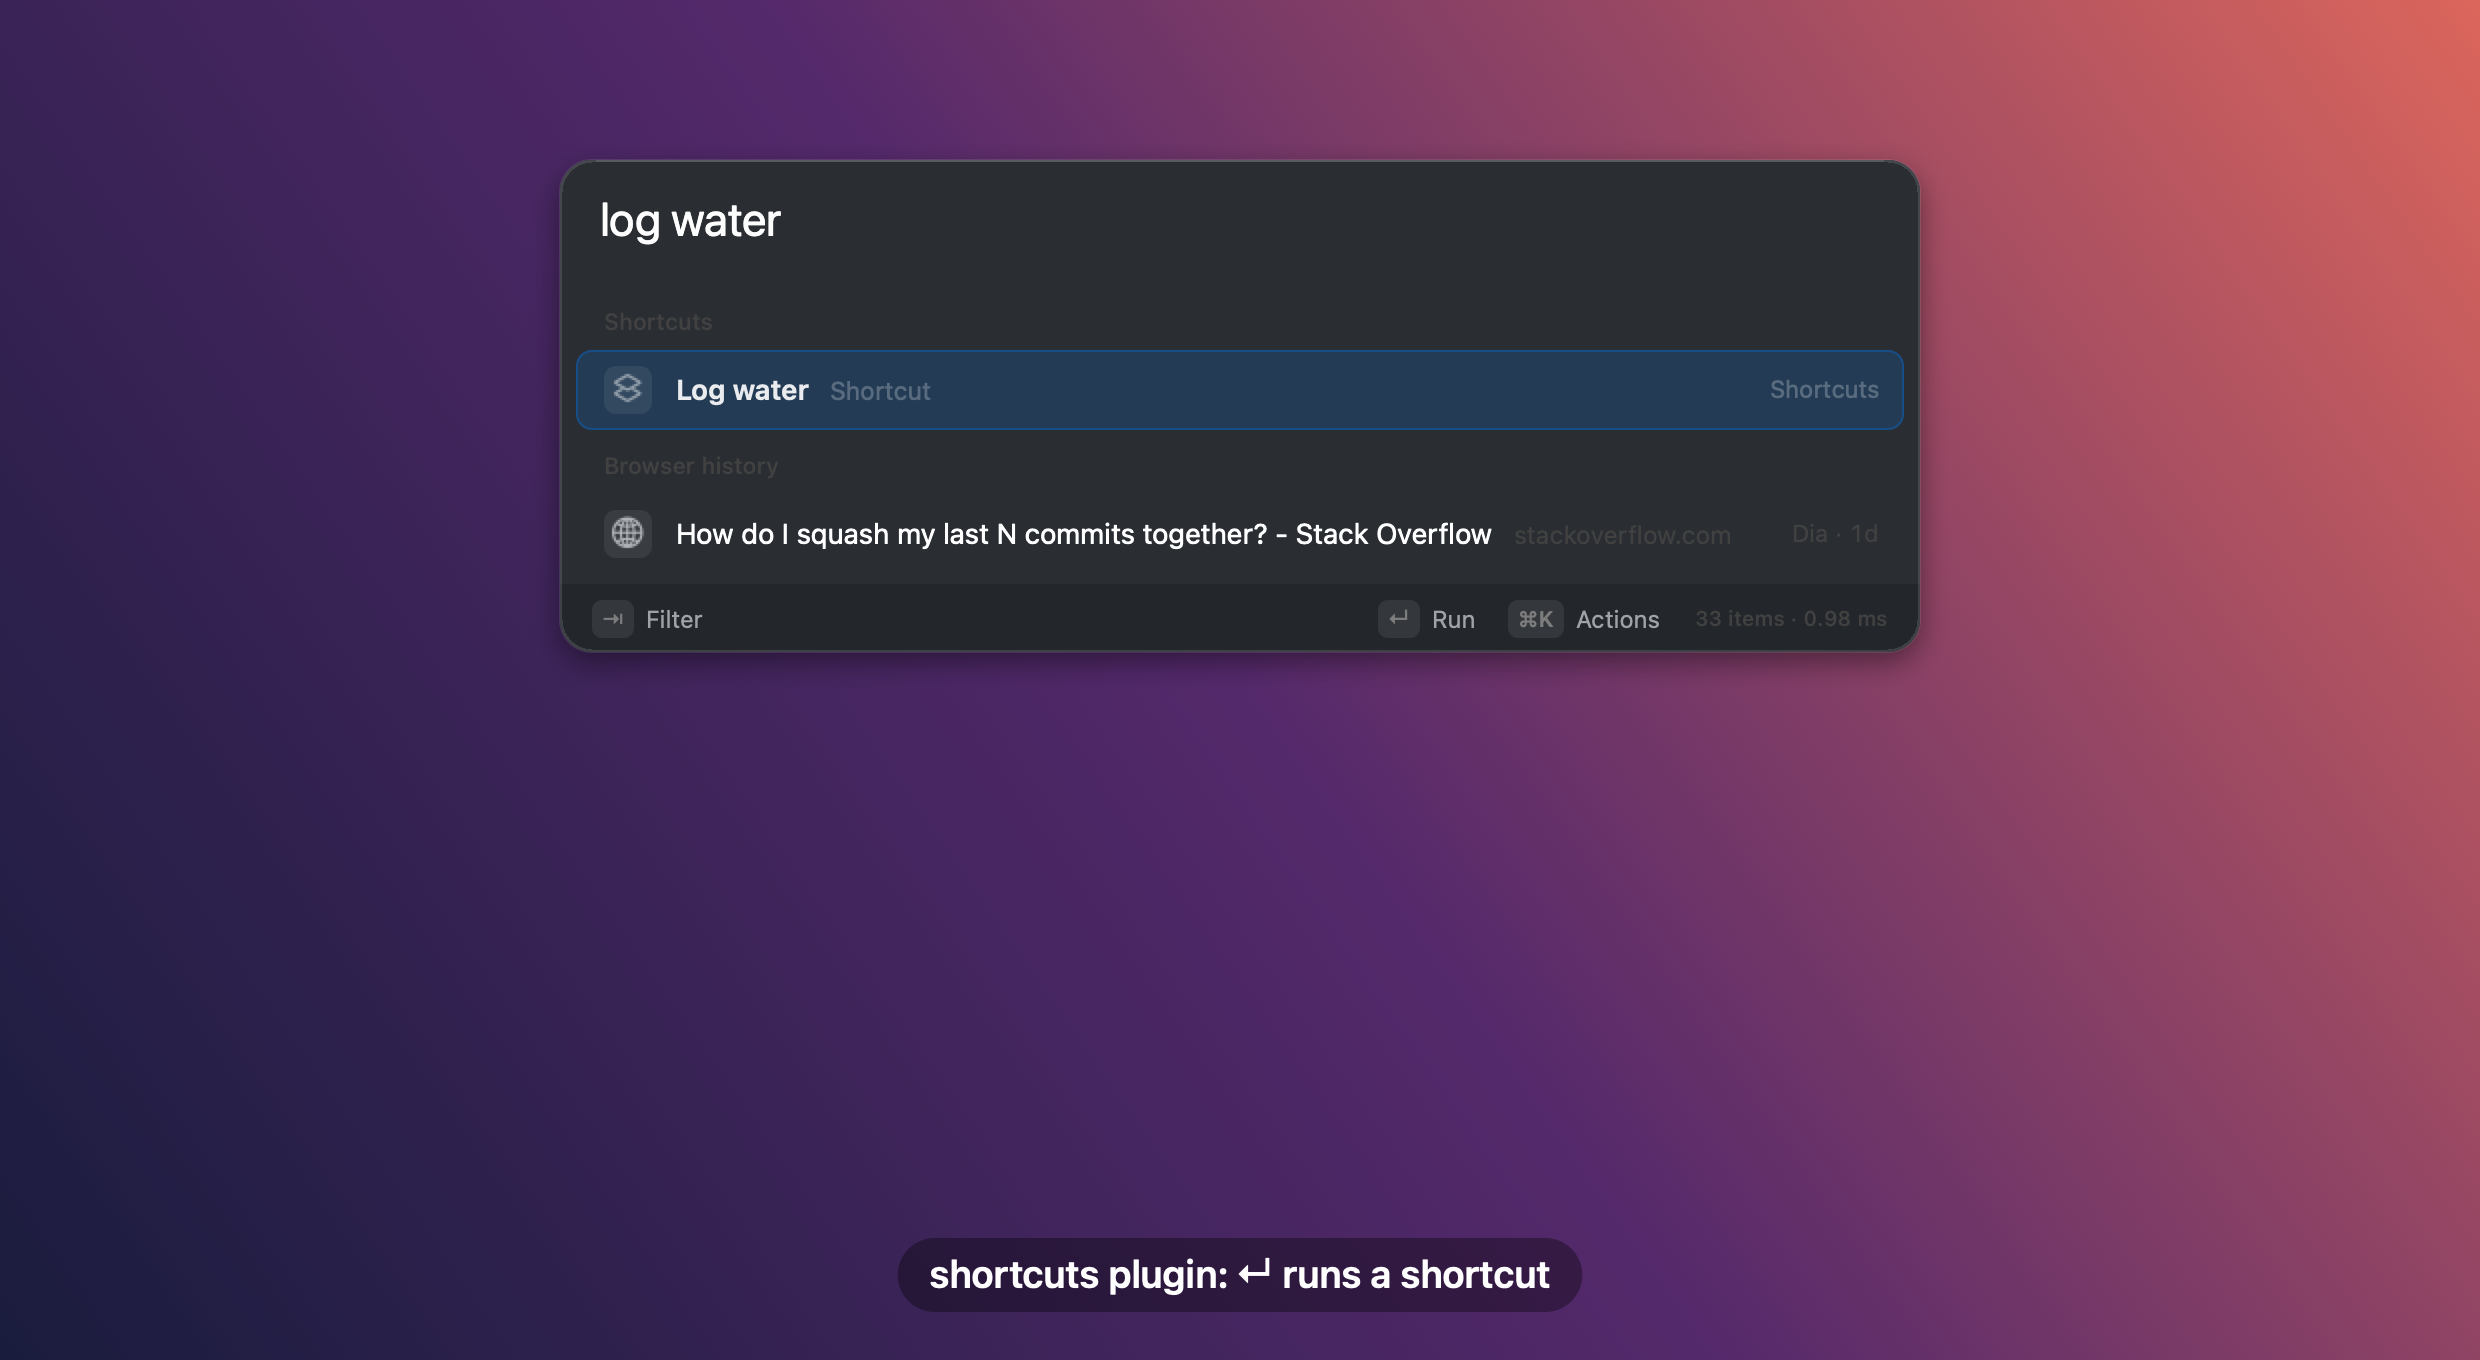 log water
Shortcuts
Log water Shortcut Shortcuts
Browser history
How do I squash my last N commits together? - Stack Overflow stackoverflow.com Dia · 1d
⇥ Filter ↵ Run ⌘K Actions 33 items · 0.98 ms
shortcuts plugin: ↵ runs a shortcut